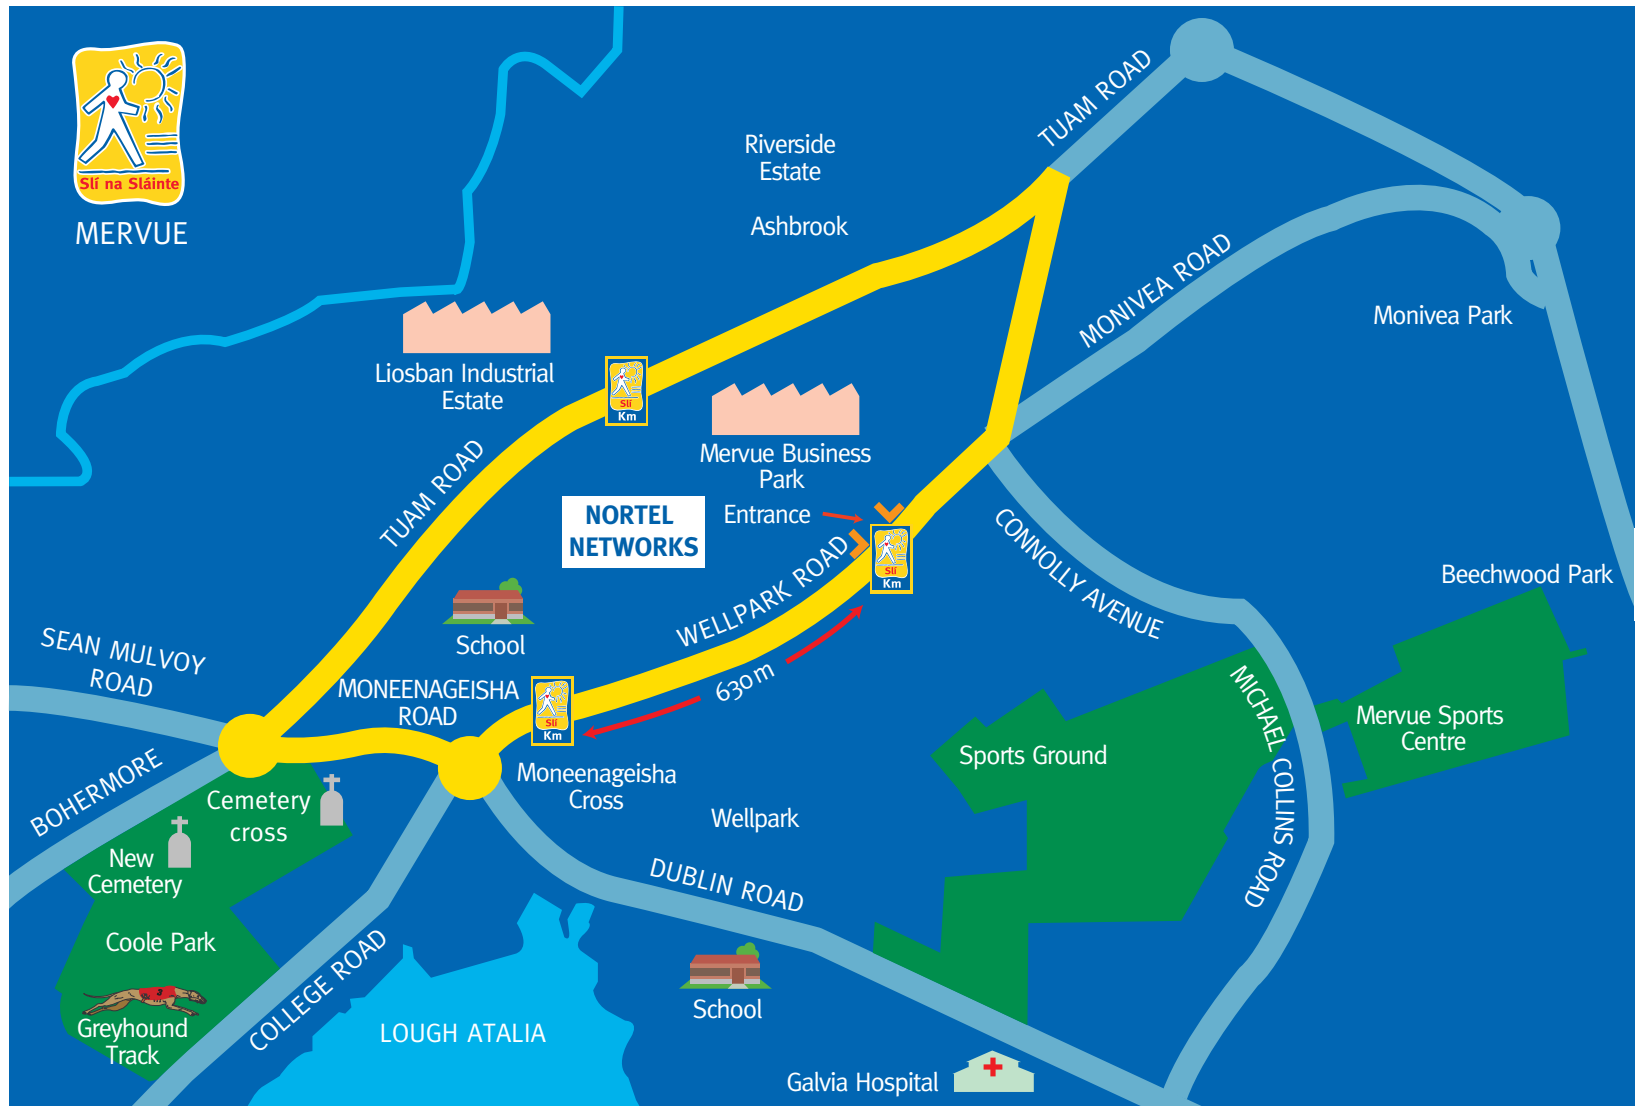 Slí na Sláinte
MERVUE
TUAM ROAD
Riverside
Estate
Ashbrook
MONIVEA ROAD
Monivea Park
Liosban Industrial
Estate
Slí
Km
Mervue Business
Park
TUAM ROAD
NORTEL
NETWORKS
Entrance
Slí
Km
WELLPARK ROAD
CONNOLLY AVENUE
Beechwood Park
School
SEAN MULVOY
ROAD
MONEENAGEISHA
ROAD
Slí
Km
630m
MICHAEL COLLINS ROAD
Mervue Sports
Centre
Sports Ground
BOHERMORE
Cemetery
cross
Moneenageisha
Cross
Wellpark
New
Cemetery
DUBLIN ROAD
Coole Park
3
COLLEGE ROAD
Greyhound
Track
LOUGH ATALIA
School
Galvia Hospital